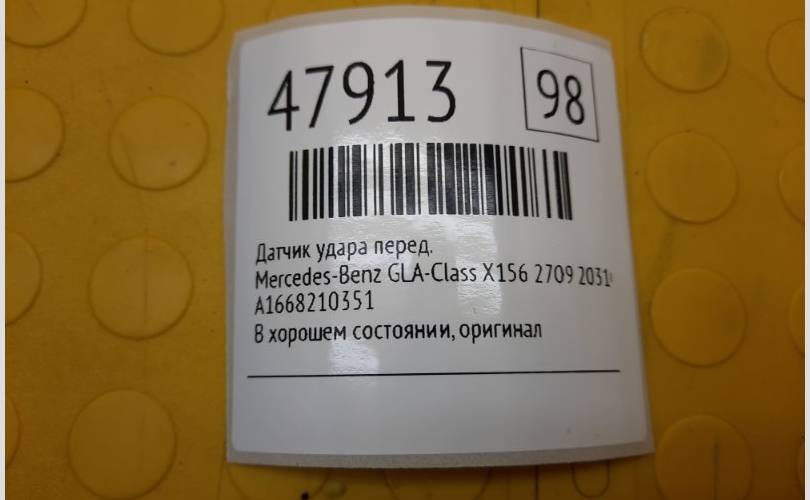 47913
98
Датчик удара перед.
Mercedes-Benz GLA-Class X156 2709 2031
A1668210351
В хорошем состоянии, оригинал